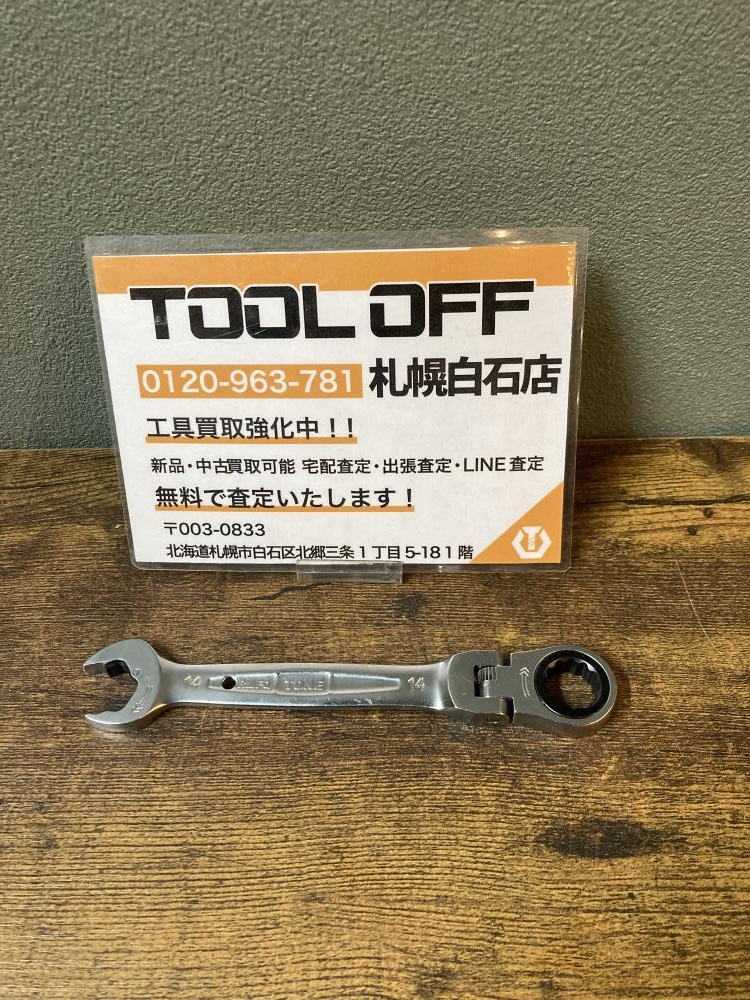 TOOL OFF
0120-963-781 札幌白石店
工具買取強化中！！
新品・中古買取可能 宅配査定・出張査定・LINE査定
無料で査定いたします！
〒003-0833
北海道札幌市白石区北郷三条1丁目5-18 1階
14 TONE 14